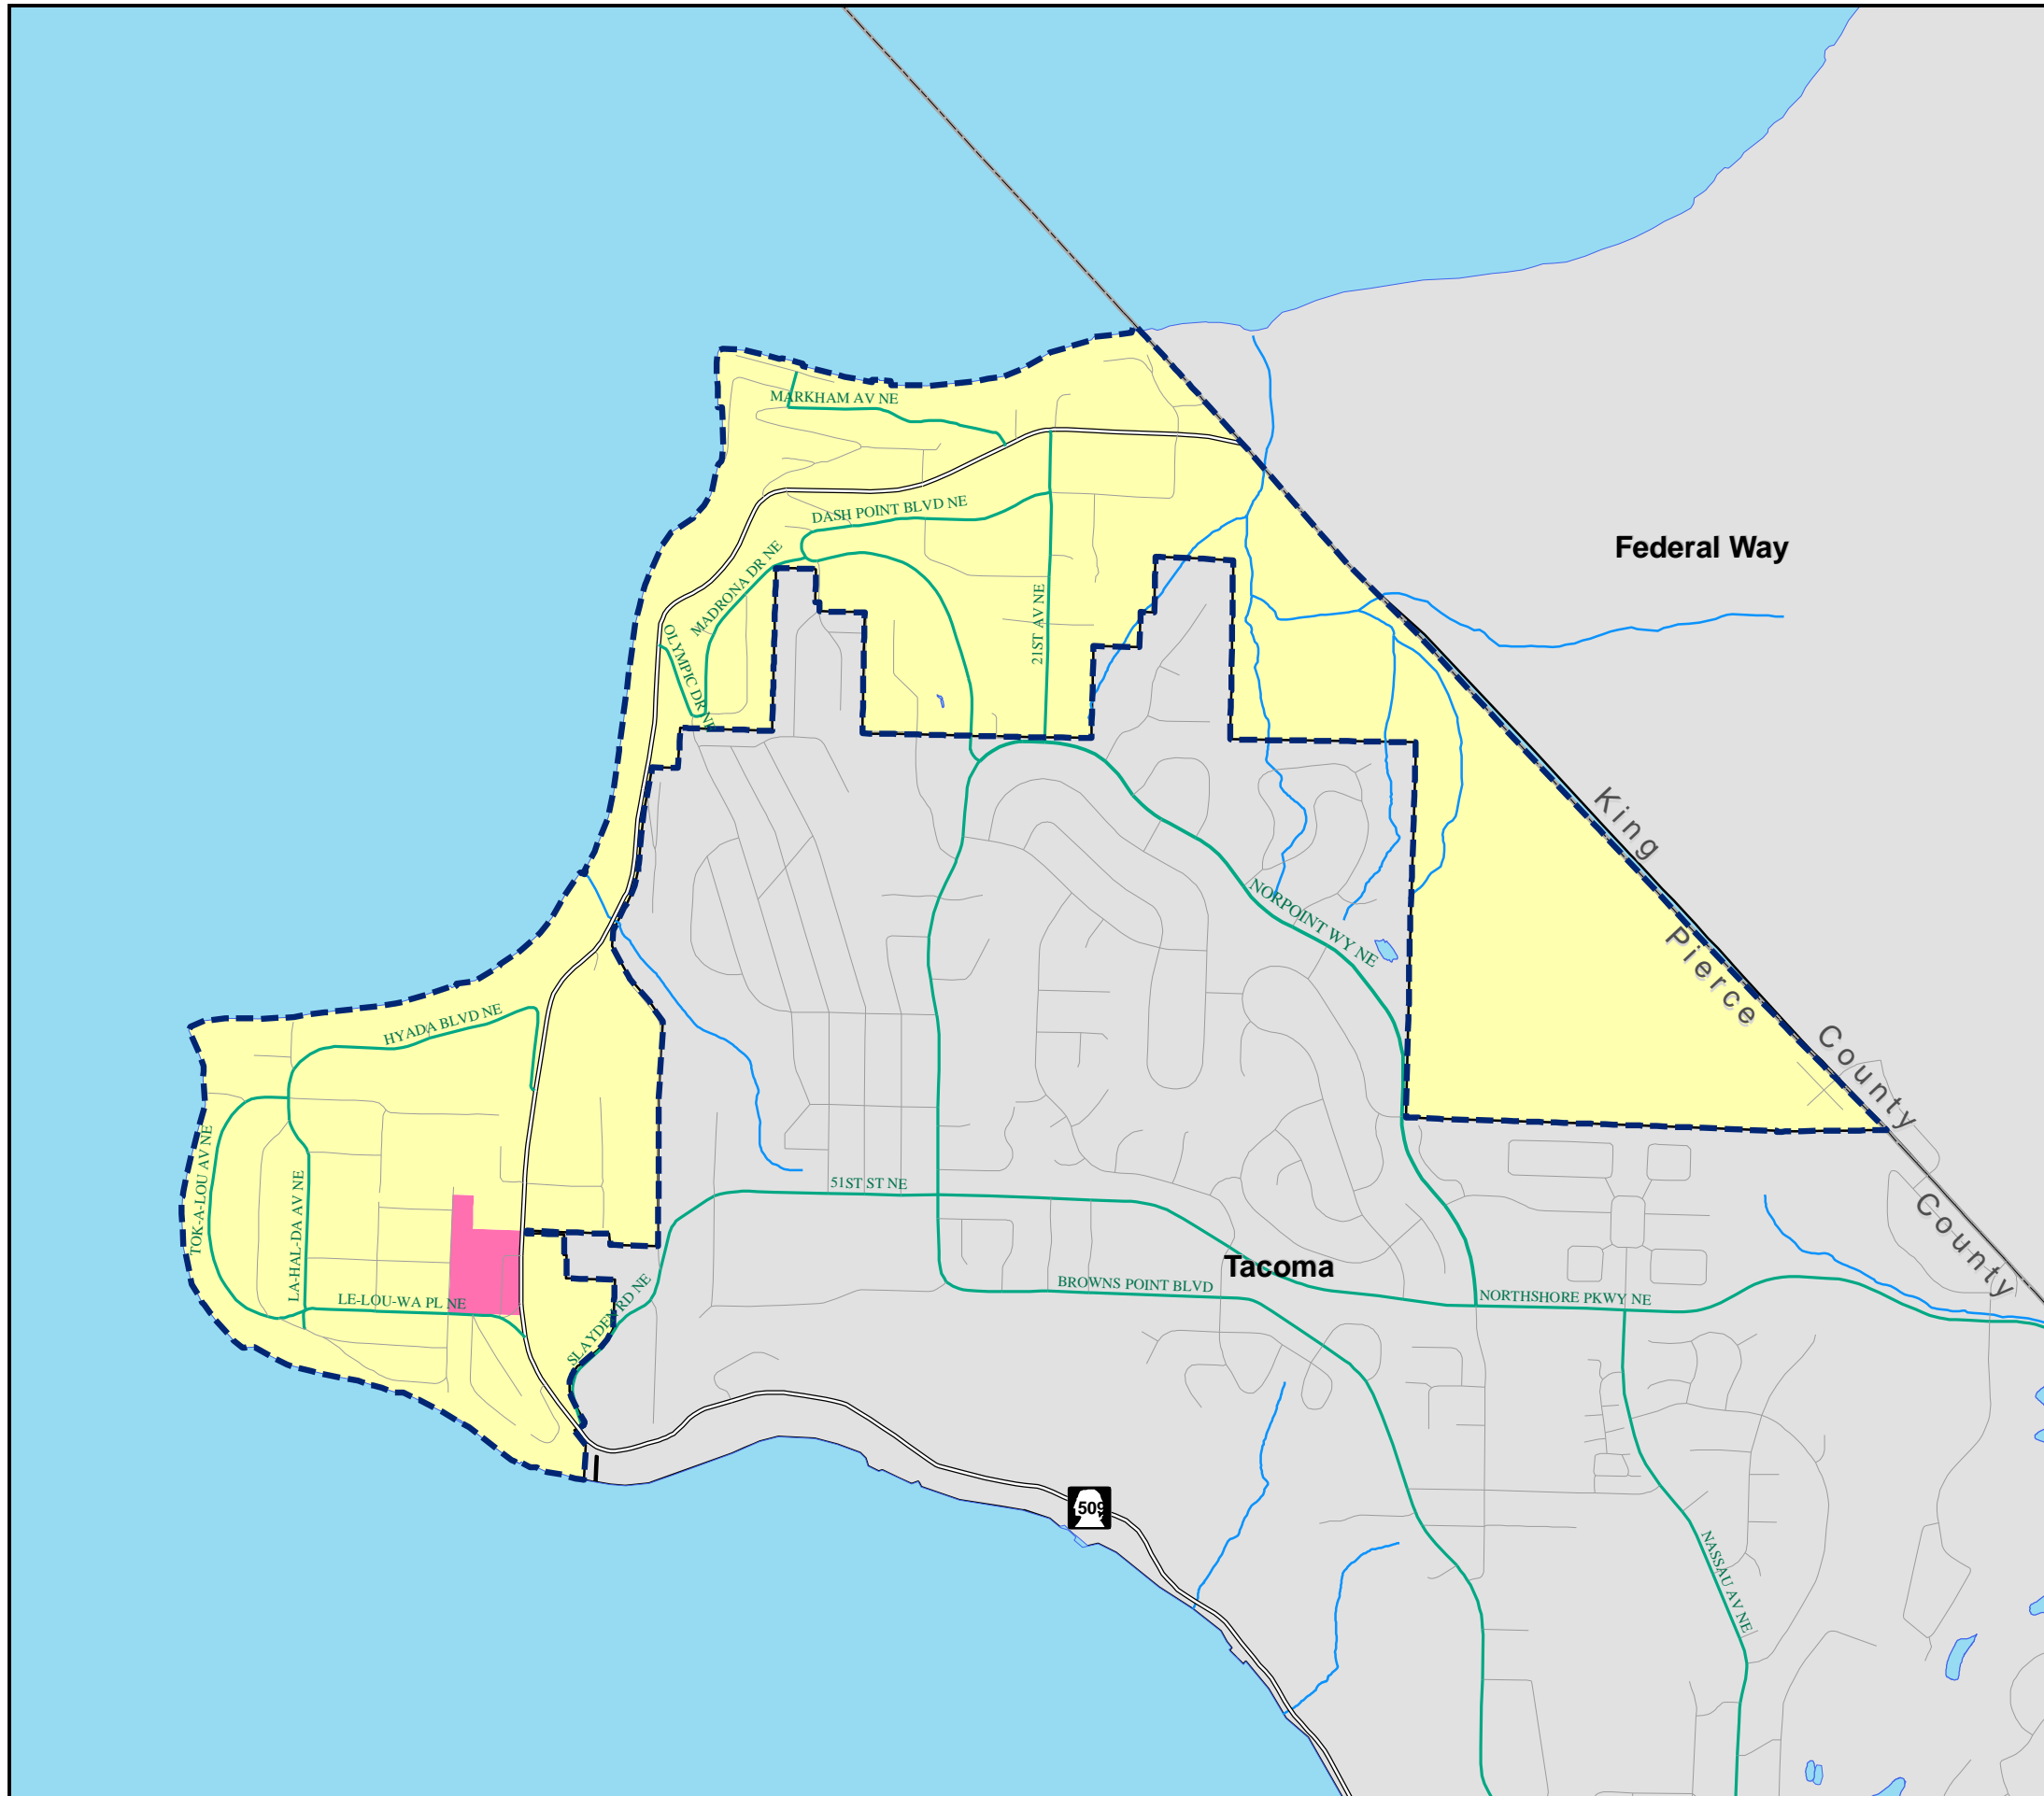 MARKHAM AV NE
DASH POINT BLVD NE
Federal Way
MADRONA DR NE
OLYMPIC DR NE
21ST AV NE
King
County
Pierce
County
NORPOINT WY NE
HYADA BLVD NE
TOK-A-LOU AV NE
LA-HAL-DA AV NE
51ST ST NE
Tacoma
LE-LOU-WA PL NE
SLAYDEN RD NE
BROWNS POINT BLVD
NORTHSHORE PKWY NE
509
NASSAU AV NE